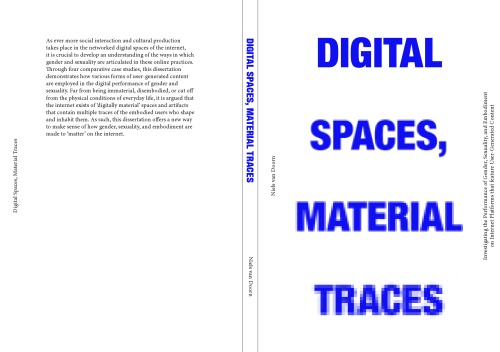 As ever more social interaction and cultural production
takes place in the networked digital spaces of the internet,
it is crucial to develop an understanding of the ways in which
gender and sexuality are articulated in these online practices.
Through four comparative case studies, this dissertation
demonstrates how various forms of user-generated content
are employed in the digital performance of gender and
sexuality. Far from being immaterial, disembodied, or cut off
from the physical conditions of everyday life, it is argued that
the internet exists of 'digitally material' spaces and artifacts
that contain multiple traces of the embodied users who shape
and inhabit them. As such, this dissertation offers a new way
to make sense of how gender, sexuality, and embodiment are
made to 'matter' on the internet.
Digital Spaces, Material Traces
DIGITAL SPACES, MATERIAL TRACES
Niels van Doorn
Niels van Doorn
DIGITAL
SPACES,
MATERIAL
TRACES
Investigating the Performance of Gender, Sexuality, and Embodiment
on Internet Platforms that feature User-Generated Content